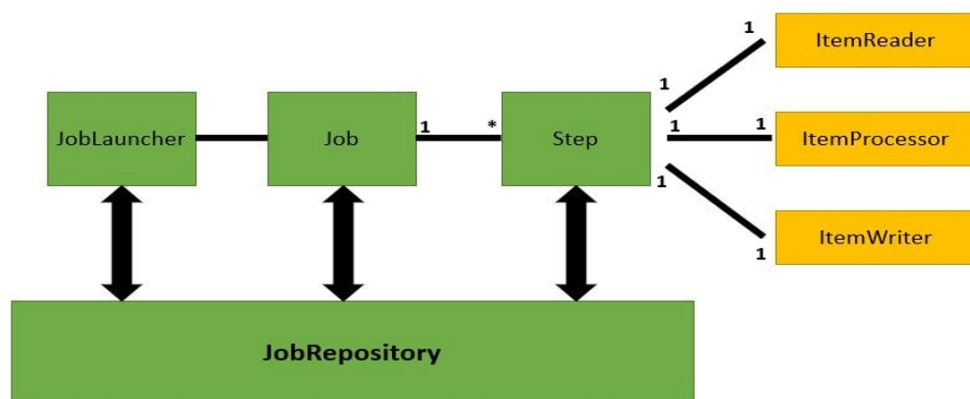 1
ItemReader
1
JobLauncher
Job
1
*
Step
1
1
ItemProcessor
1
ItemWriter
1
JobRepository